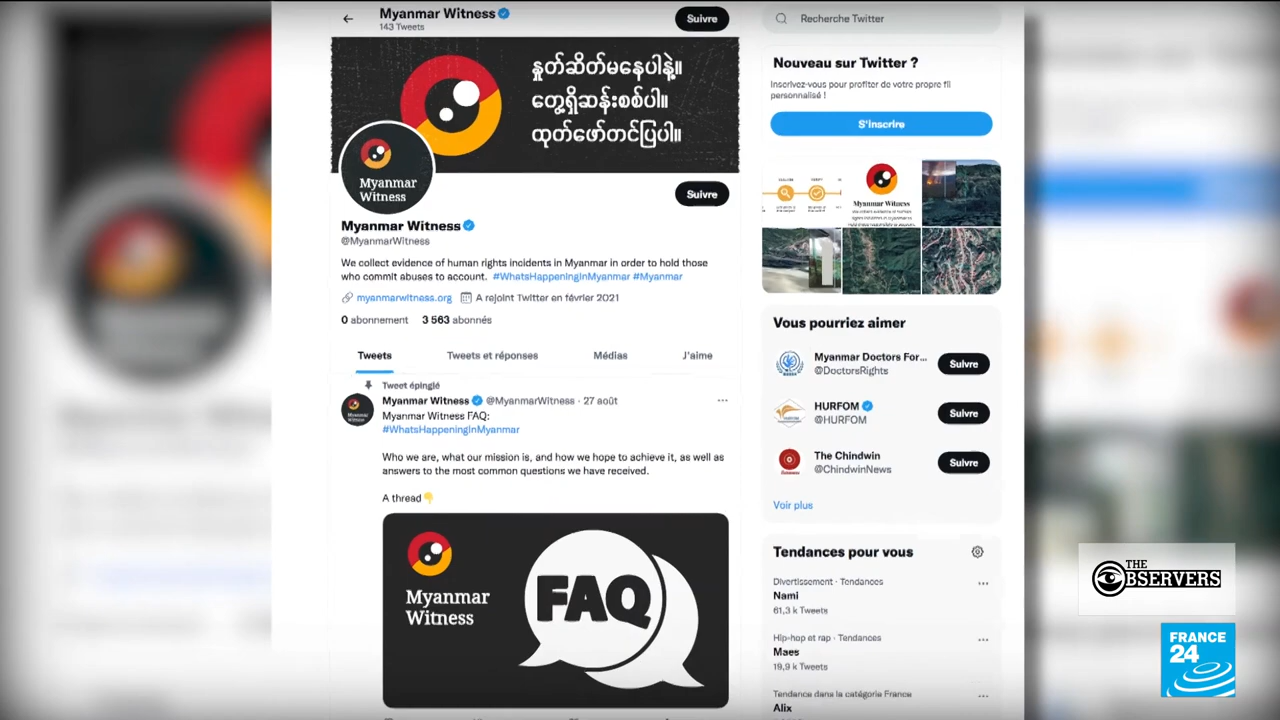 Myanmar Witness
143 Tweets
Suivre
Recherche Twitter
နှုတ်ဆိတ်မနေပါနဲ့။
တွေ့ရှိဆန်းစစ်ပါ။
ထုတ်ဖော်တင်ပြပါ။
Myanmar
Witness
Suivre
Myanmar Witness
@MyanmarWitness
We collect evidence of human rights incidents in Myanmar in order to hold those
who commit abuses to account. #WhatsHappeningInMyanmar #Myanmar
myanmarwitness.org A rejoint Twitter en février 2021
0 abonnement 3 563 abonnés
Tweets Tweets et réponses Médias J'aime
Tweet épinglé
Myanmar Witness @MyanmarWitness · 27 août
Myanmar Witness FAQ:
#WhatsHappeningInMyanmar
Who we are, what our mission is, and how we hope to achieve it, as well as
answers to the most common questions we have received.
A thread
Myanmar
Witness
FAQ
Nouveau sur Twitter ?
Inscrivez-vous pour profiter de votre propre fil
personnalisé !
S'inscrire
Myanmar Witness
Vous pourriez aimer
Myanmar Doctors For...
@DoctorsRights
Suivre
HURFOM
@HURFOM
Suivre
The Chindwin
@ChindwinNews
Suivre
Voir plus
Tendances pour vous
Divertissement · Tendances
Nami
61,3 k Tweets
Hip-hop et rap · Tendances
Maes
19,9 k Tweets
Tendance dans la catégorie France
Alix
THE
OBSERVERS
FRANCE
24